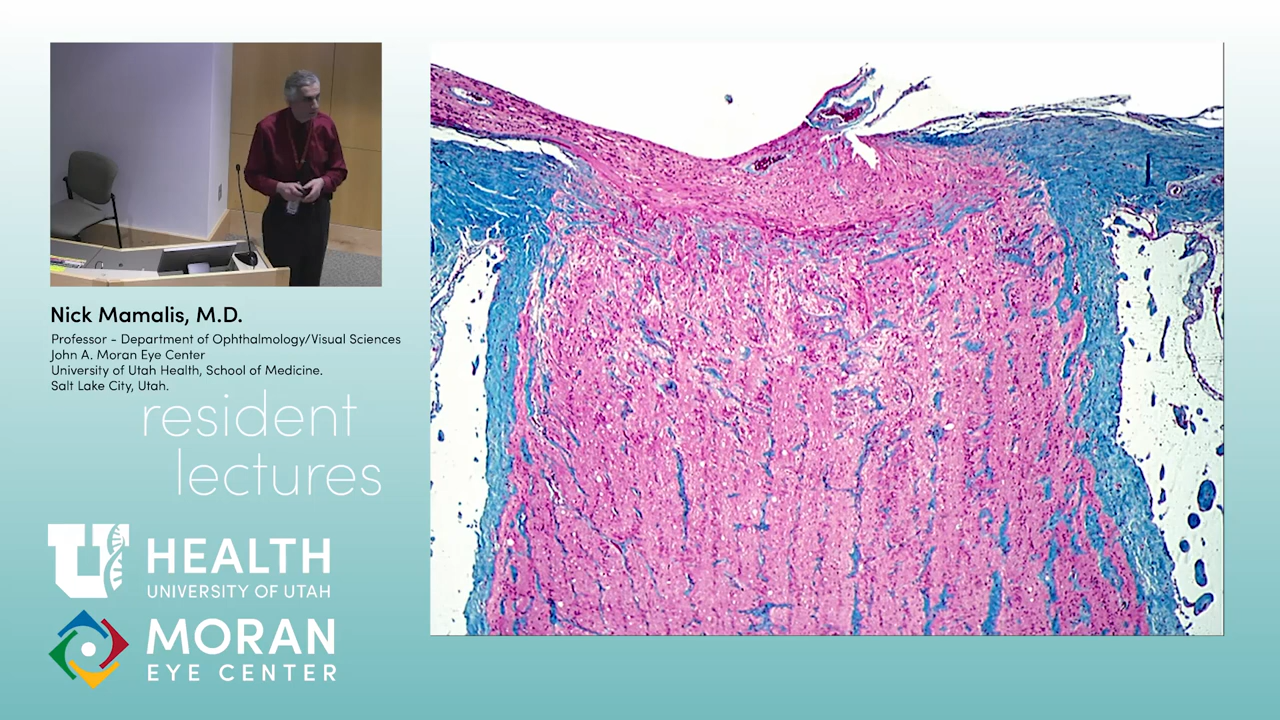 Nick Mamalis, M.D.
Professor - Department of Ophthalmology/Visual Sciences
John A. Moran Eye Center
University of Utah Health, School of Medicine.
Salt Lake City, Utah.
resident
lectures
U HEALTH
UNIVERSITY OF UTAH
MORAN
EYE CENTER